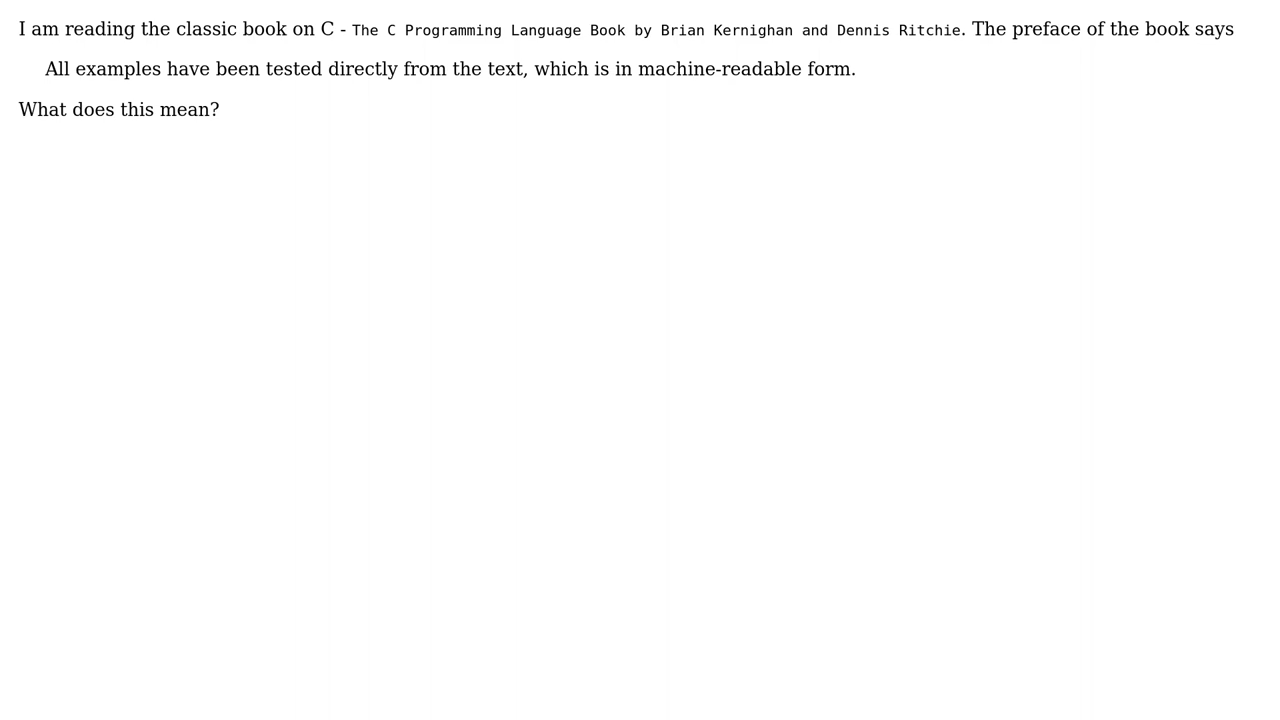 I am reading the classic book on C - The C Programming Language Book by Brian Kernighan and Dennis Ritchie. The preface of the book says
All examples have been tested directly from the text, which is in machine-readable form.
What does this mean?